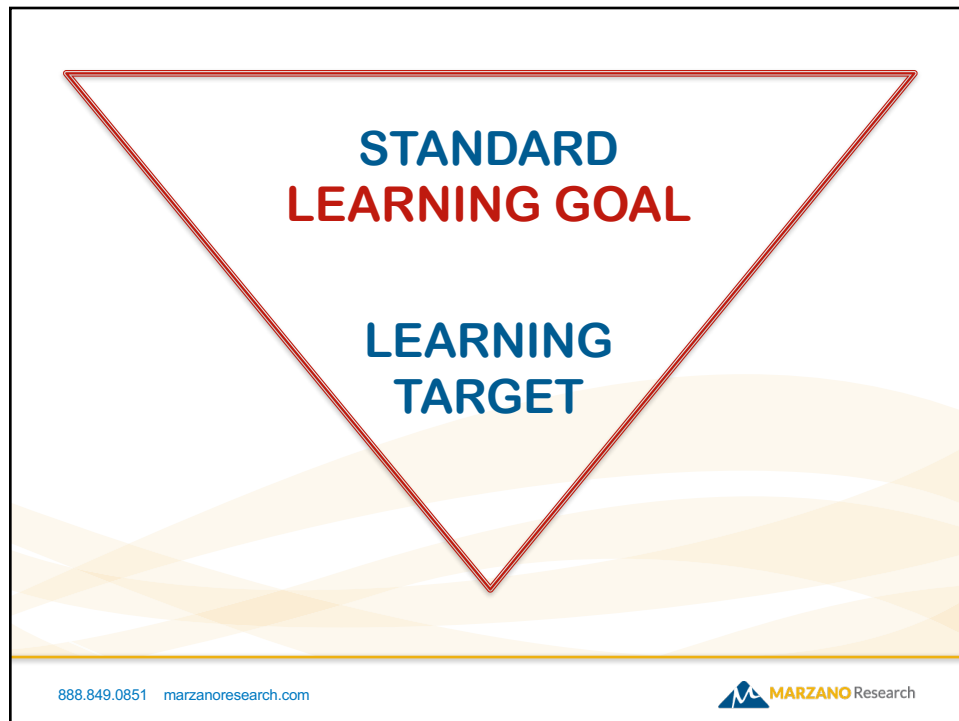 STANDARD
LEARNING GOAL
LEARNING
TARGET
888.849.0851 marzanoresearch.com
MARZANO Research